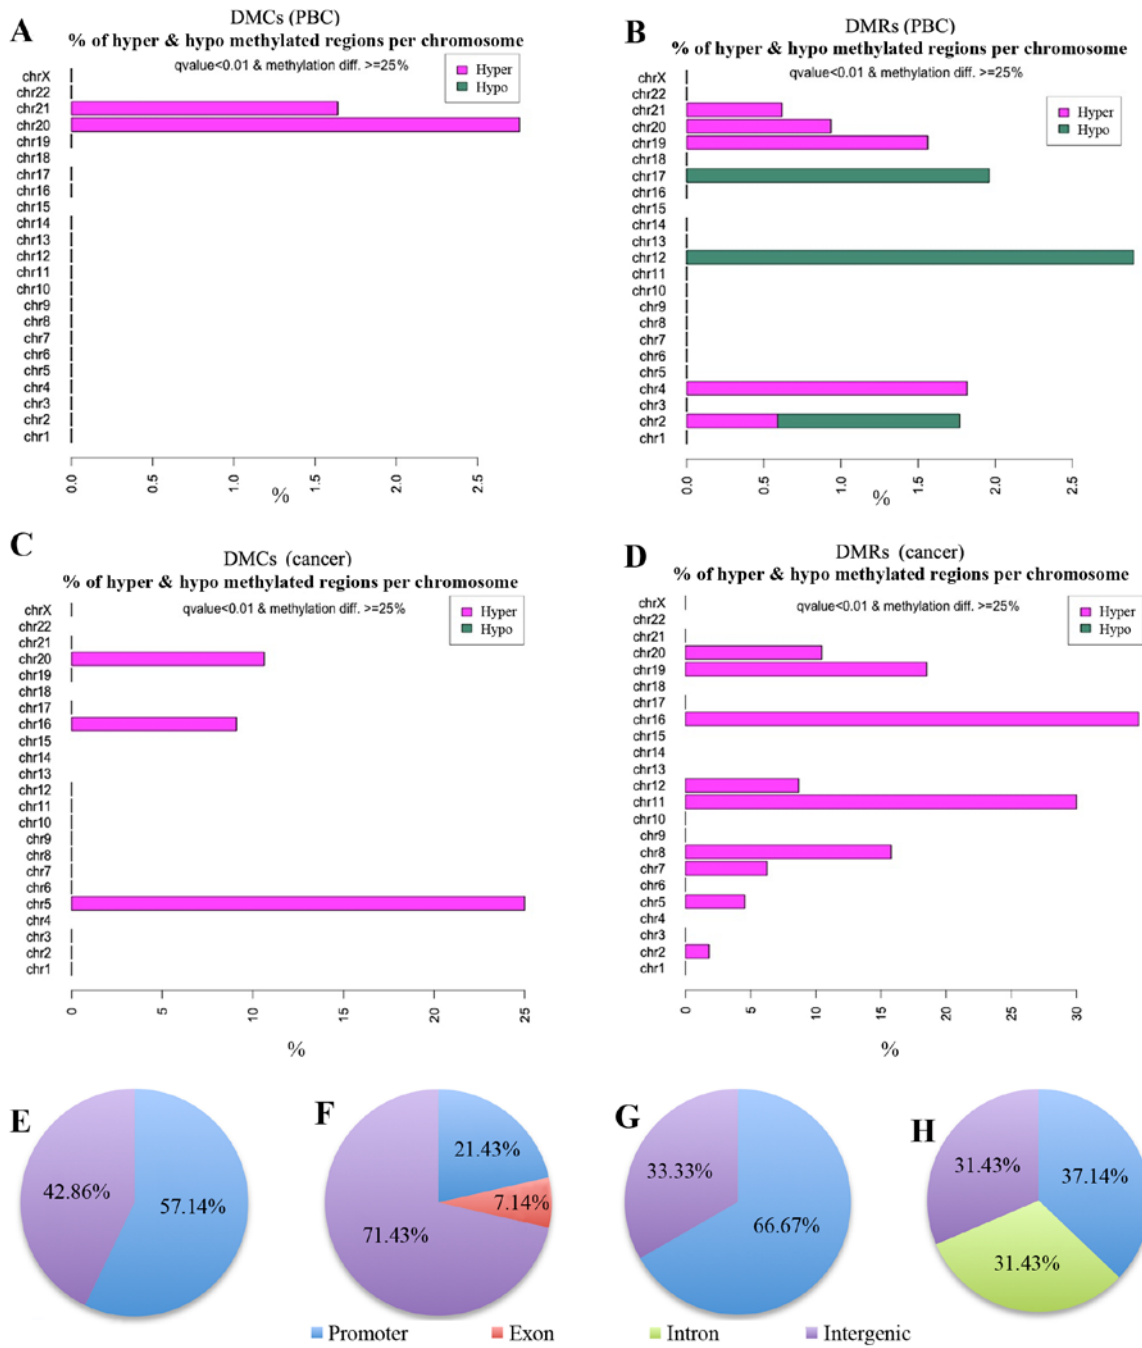 A
DMCs (PBC)
% of hyper & hypo methylated regions per chromosome
qvalue<0.01 & methylation diff. >=25%
Hyper
Hypo
chrX
chr22
chr21
chr20
chr19
chr18
chr17
chr16
chr15
chr14
chr13
chr12
chr11
chr10
chr9
chr8
chr7
chr6
chr5
chr4
chr3
chr2
chr1
0.0 0.5 1.0 1.5 2.0 2.5
%
B
DMRs (PBC)
% of hyper & hypo methylated regions per chromosome
qvalue<0.01 & methylation diff. >=25%
Hyper
Hypo
chrX
chr22
chr21
chr20
chr19
chr18
chr17
chr16
chr15
chr14
chr13
chr12
chr11
chr10
chr9
chr8
chr7
chr6
chr5
chr4
chr3
chr2
chr1
0.0 0.5 1.0 1.5 2.0 2.5
%
C
DMCs (cancer)
% of hyper & hypo methylated regions per chromosome
qvalue<0.01 & methylation diff. >=25%
Hyper
Hypo
chrX
chr22
chr21
chr20
chr19
chr18
chr17
chr16
chr15
chr14
chr13
chr12
chr11
chr10
chr9
chr8
chr7
chr6
chr5
chr4
chr3
chr2
chr1
0 5 10 15 20 25
%
D
DMRs (cancer)
% of hyper & hypo methylated regions per chromosome
qvalue<0.01 & methylation diff. >=25%
Hyper
Hypo
chrX
chr22
chr21
chr20
chr19
chr18
chr17
chr16
chr15
chr14
chr13
chr12
chr11
chr10
chr9
chr8
chr7
chr6
chr5
chr4
chr3
chr2
chr1
0 5 10 15 20 25 30
%
E
42.86%
57.14%
F
21.43%
7.14%
71.43%
G
33.33%
66.67%
H
31.43%
37.14%
31.43%
Promoter Exon Intron Intergenic